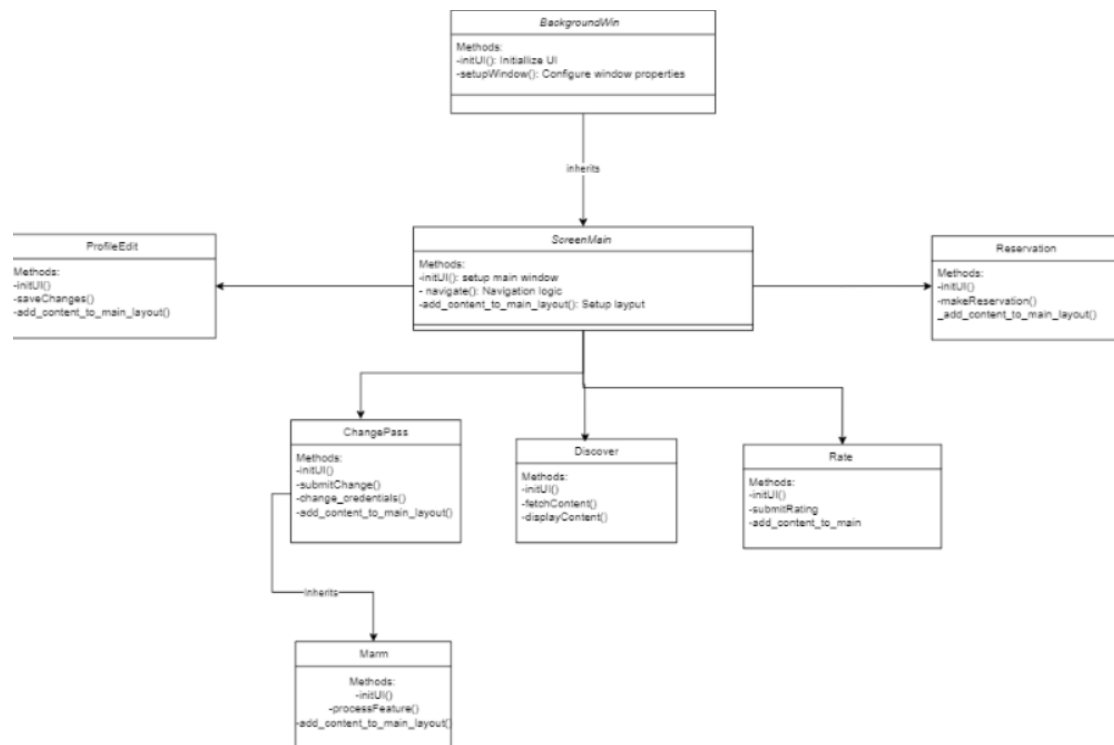 BackgroundWin
Methods:
-initUI(): Initiallize UI
-setupWindow(): Configure window properties
inherits
ProfileEdit
Methods:
-initUI()
-saveChanges()
-add_content_to_main_layout()
ScreenMain
Methods:
-initUI(): setup main window
- navigate(): Navigation logic
-add_content_to_main_layout(): Setup layput
Reservation
Methods:
-initUI()
-makeReservation()
_add_content_to_main_layout()
ChangePass
Methods:
-initUI()
-submitChange()
-change_credentials()
-add_content_to_main_layout()
Discover
Methods:
-initUI()
-fetchContent()
-displayContent()
Rate
Methods:
-initUI()
-submitRating
-add_content_to_main
inherits
Marm
Methods:
-initUI()
-processFeature()
-add_content_to_main_layout()